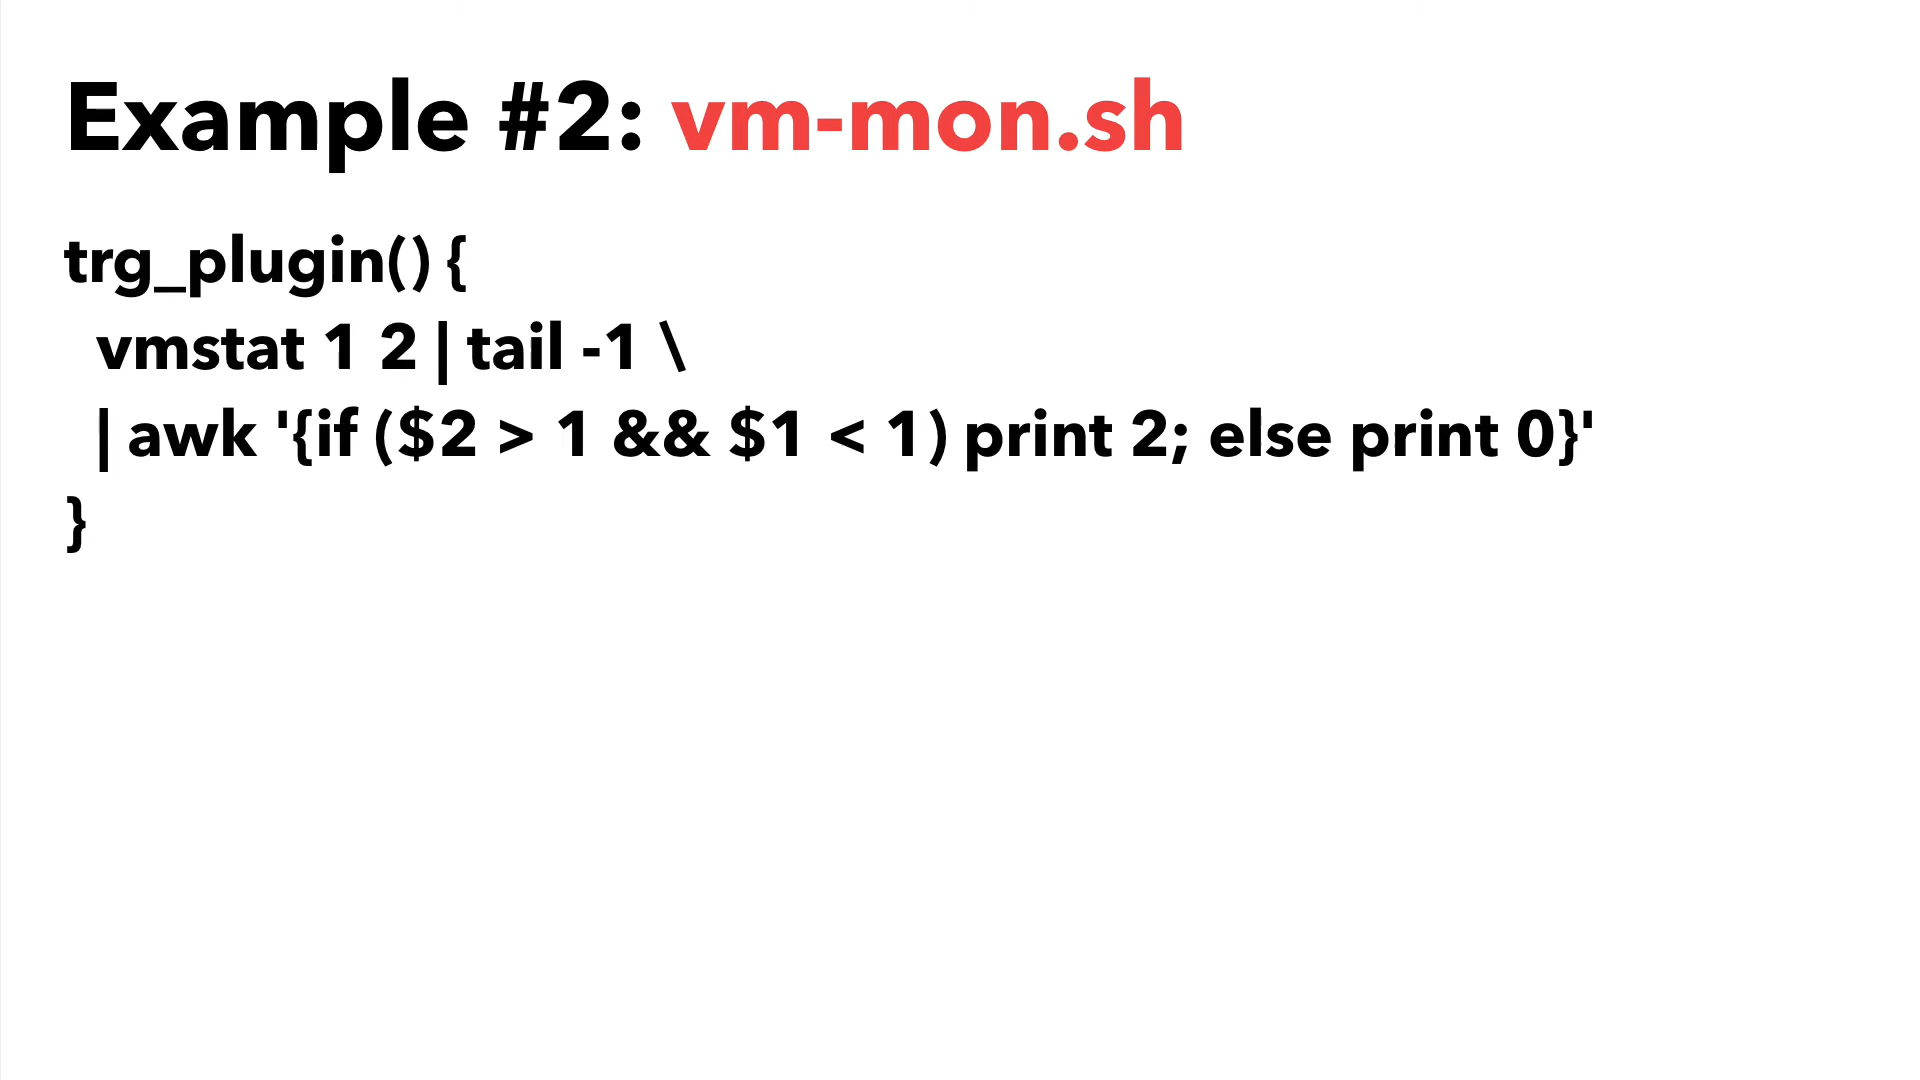 Example #2: vm-mon.sh
trg_plugin() {
vmstat 1 2 | tail -1 \
| awk '{if ($2 > 1 && $1 < 1) print 2; else print 0}'
}